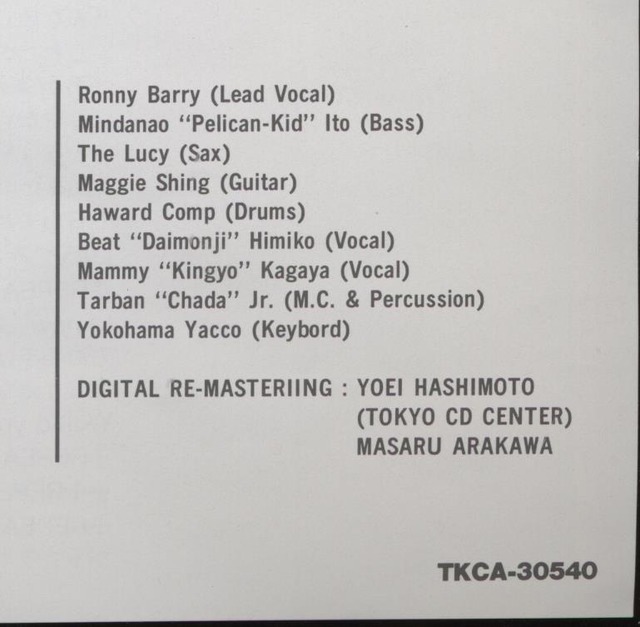 Ronny Barry (Lead Vocal)
Mindanao “Pelican-Kid” Ito (Bass)
The Lucy (Sax)
Maggie Shing (Guitar)
Haward Comp (Drums)
Beat “Daimonji” Himiko (Vocal)
Mammy “Kingyo” Kagaya (Vocal)
Tarban “Chada” Jr. (M.C. & Percussion)
Yokohama Yacco (Keybord)
DIGITAL RE-MASTERIING : YOEI HASHIMOTO
(TOKYO CD CENTER)
MASARU ARAKAWA
TKCA-30540